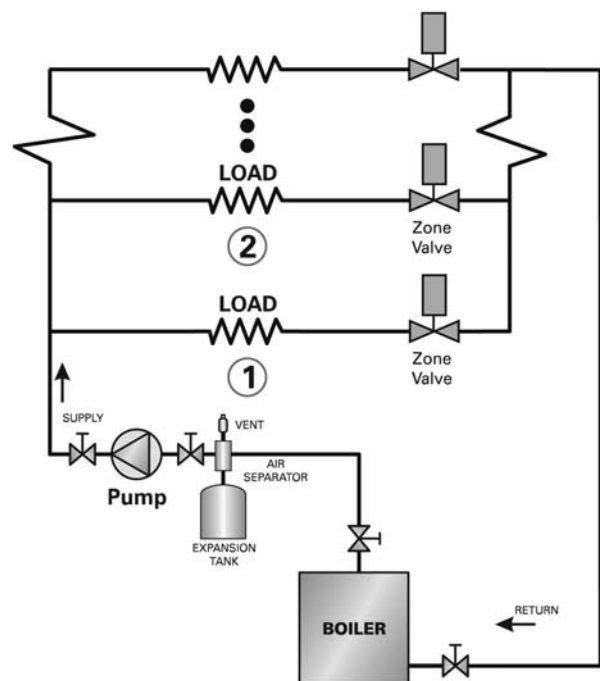 LOAD
2
Zone
Valve
LOAD
1
Zone
Valve
SUPPLY
VENT
AIR
SEPARATOR
Pump
EXPANSION
TANK
BOILER
RETURN